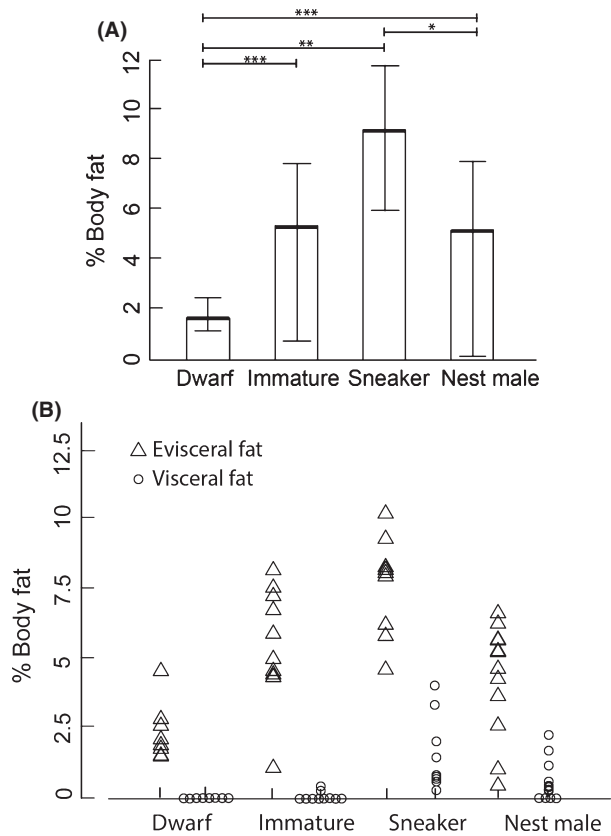 (A)
***
**
*
***
% Body fat
12
10
8
6
4
2
0
Dwarf Immature Sneaker Nest male
(B)
% Body fat
12.5
10
7.5
5
2.5
0
Evisceral fat
Visceral fat
Dwarf Immature Sneaker Nest male